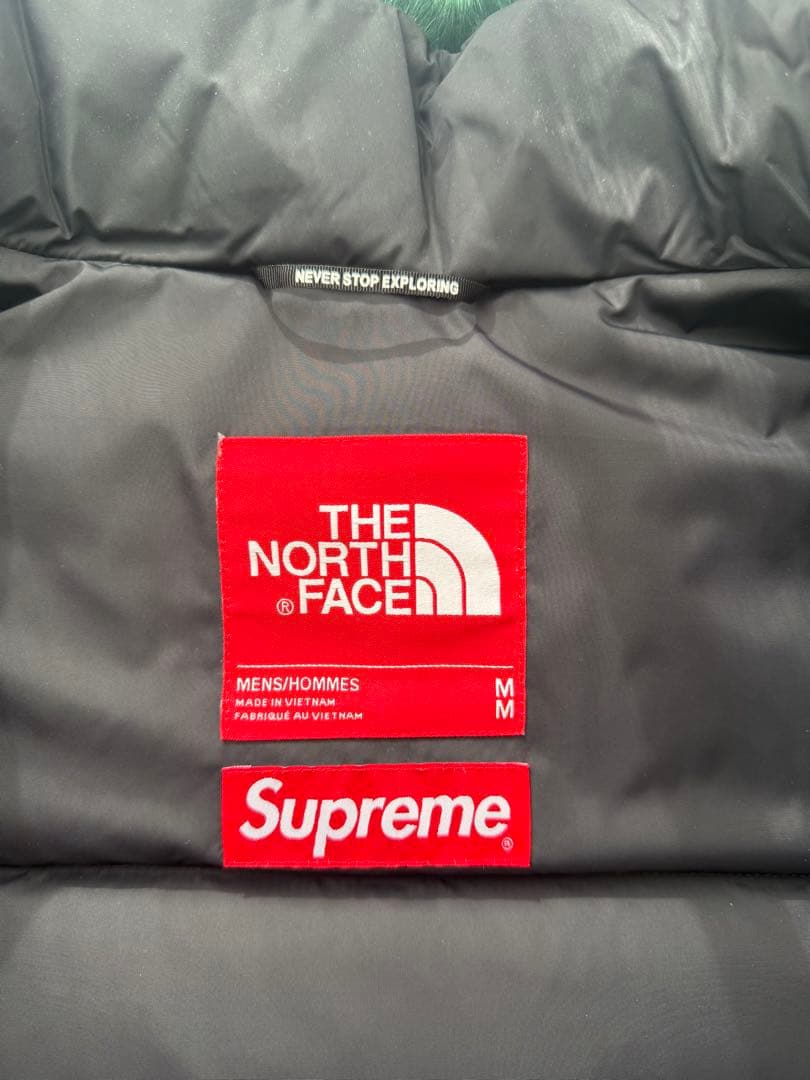 NEVER STOP EXPLORING
THE
NORTH
® FACE
MENS/HOMMES M
MADE IN VIETNAM M
FABRIQUÉ AU VIETNAM
Supreme ®